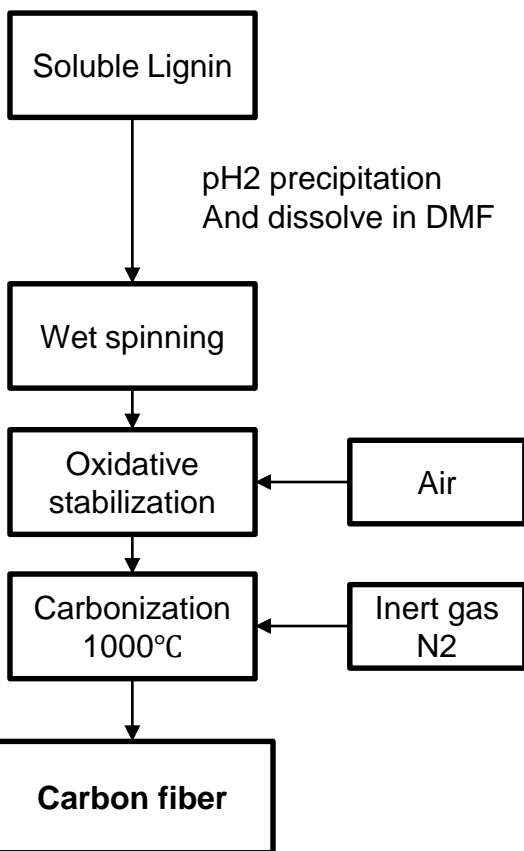 Soluble Lignin
pH2 precipitation
And dissolve in DMF
Wet spinning
Oxidative
stabilization
Air
Carbonization
1000℃
Inert gas
N2
Carbon fiber